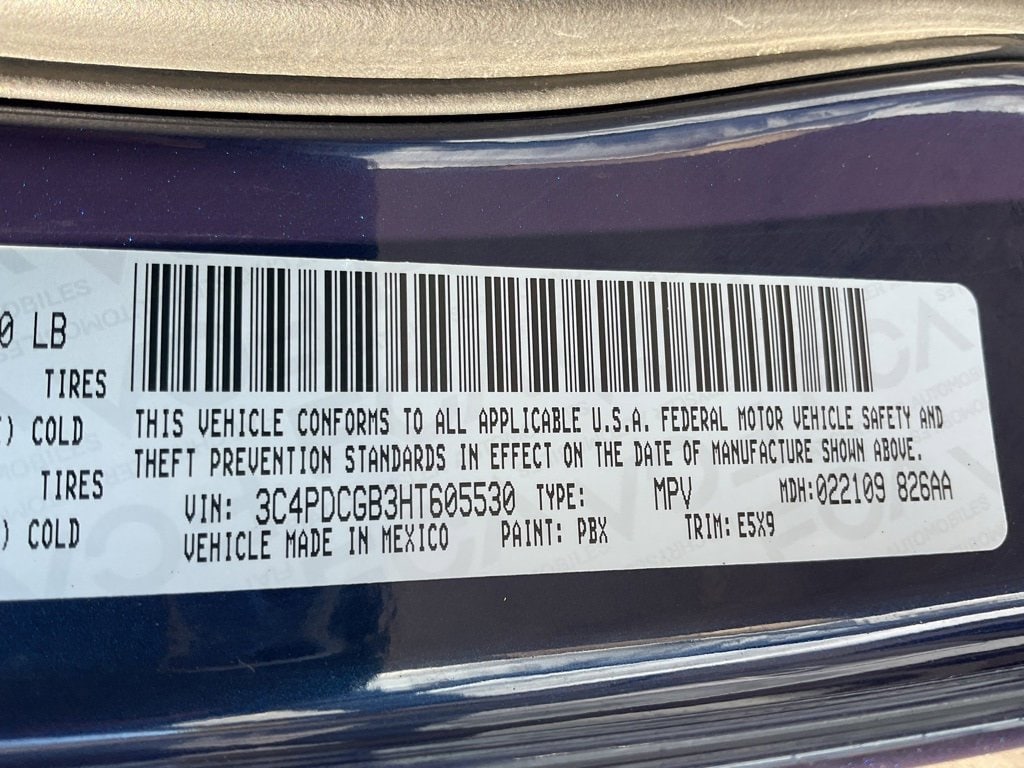 0 LB
TIRES
) COLD
TIRES
) COLD
THIS VEHICLE CONFORMS TO ALL APPLICABLE U.S.A. FEDERAL MOTOR VEHICLE SAFETY AND
THEFT PREVENTION STANDARDS IN EFFECT ON THE DATE OF MANUFACTURE SHOWN ABOVE.
VIN: 3C4PDCGB3HT605530 TYPE: MPV MDH:022109 826AA
VEHICLE MADE IN MEXICO PAINT: PBX TRIM: E5X9